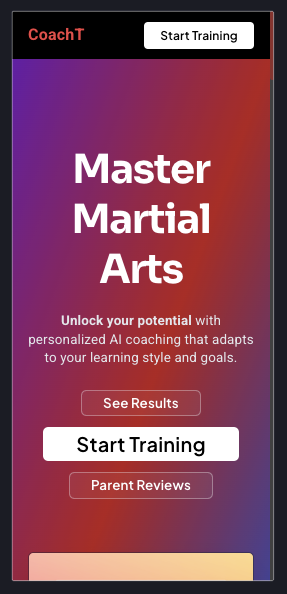 CoachT
Start Training
Master
Martial
Arts
Unlock your potential with
personalized AI coaching that adapts
to your learning style and goals.
See Results
Start Training
Parent Reviews